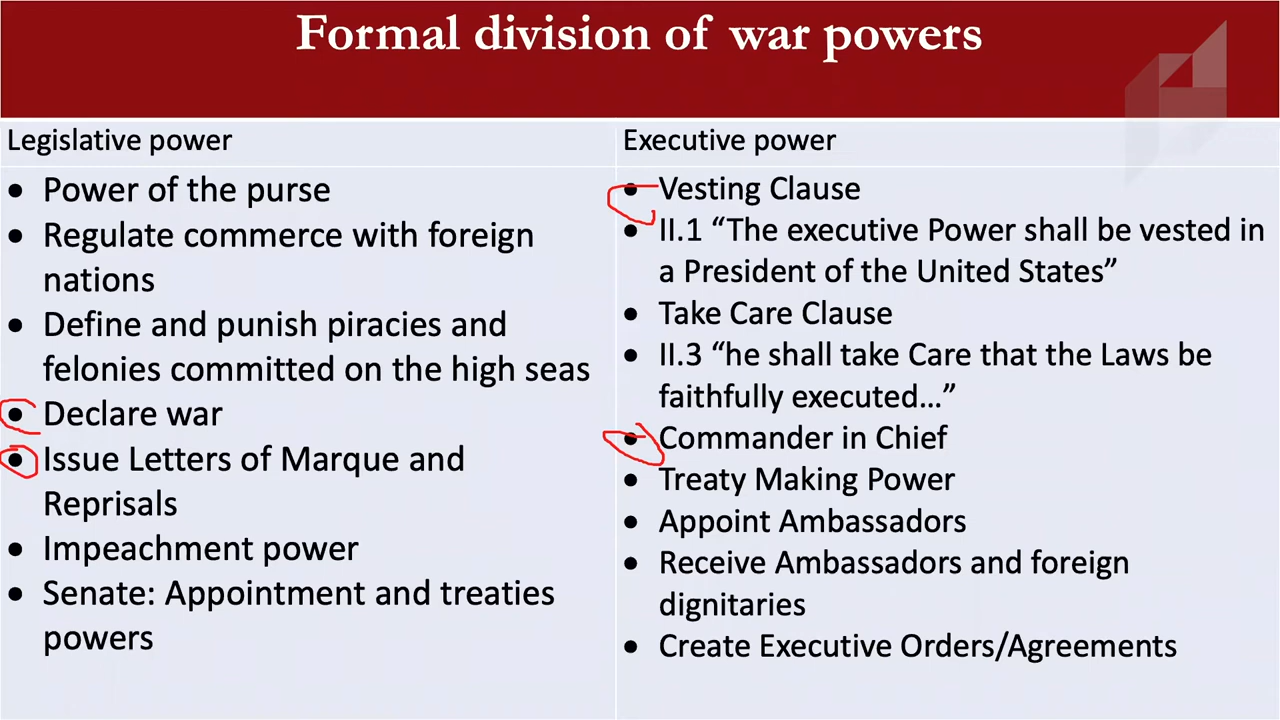 Formal division of war powers
Legislative power
• Power of the purse
• Regulate commerce with foreign
nations
• Define and punish piracies and
felonies committed on the high seas
• Declare war
• Issue Letters of Marque and
Reprisals
• Impeachment power
• Senate: Appointment and treaties
powers
Executive power
• Vesting Clause
• II.1 “The executive Power shall be vested in
a President of the United States”
• Take Care Clause
• II.3 “he shall take Care that the Laws be
faithfully executed…”
• Commander in Chief
• Treaty Making Power
• Appoint Ambassadors
• Receive Ambassadors and foreign
dignitaries
• Create Executive Orders/Agreements